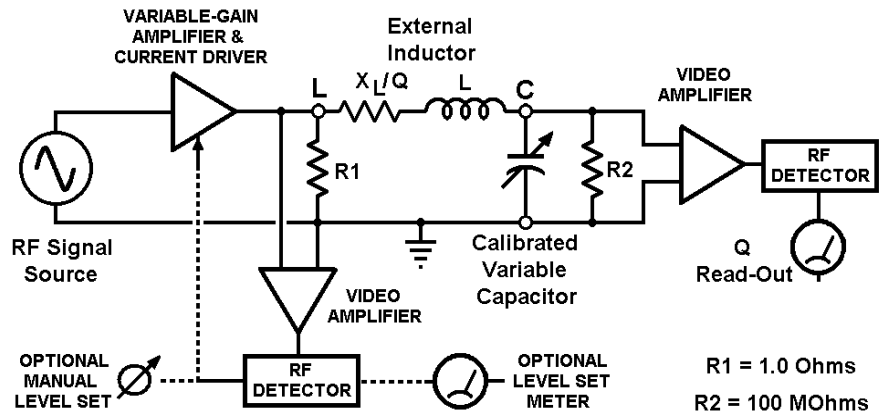 VARIABLE-GAIN
AMPLIFIER &
CURRENT DRIVER
External
Inductor
L
XL/Q
L
C
VIDEO
AMPLIFIER
R1
R2
RF
DETECTOR
RF Signal
Source
Calibrated
Variable
Capacitor
Q
Read-Out
VIDEO
AMPLIFIER
OPTIONAL
MANUAL
LEVEL SET
RF
DETECTOR
OPTIONAL
LEVEL SET
METER
R1 = 1.0 Ohms
R2 = 100 MOhms